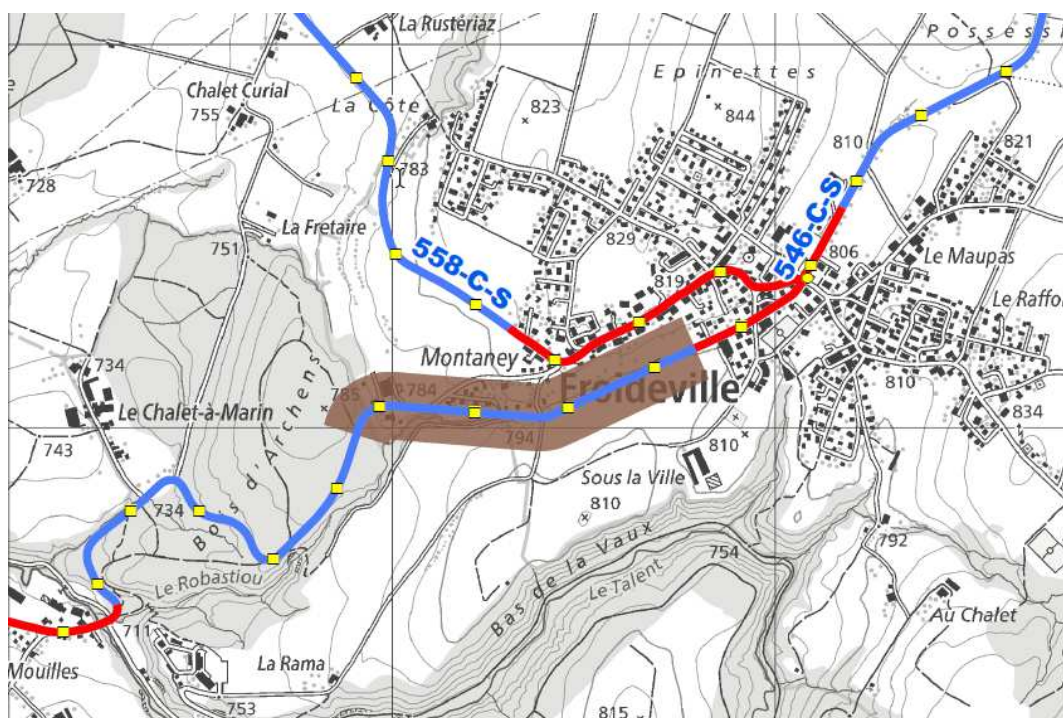 La Rustériaz
Possessi
Epinettes
Chalet Curial
755
La Côte
823
844
821
810
783
728
La Fretaire
751
829
546-C-S
806
Le Maupas
558-C-S
819
Le Raffo
734
Montaney
785
784
Froideville
810
834
Le Chalet-à-Marin
794
743
810
Sous la Ville
810
734
Bois d'Archens
792
754
Le Robastiou
Bas de la Vaux
Le Talent
Au Chalet
711
La Rama
Mouilles
753
815